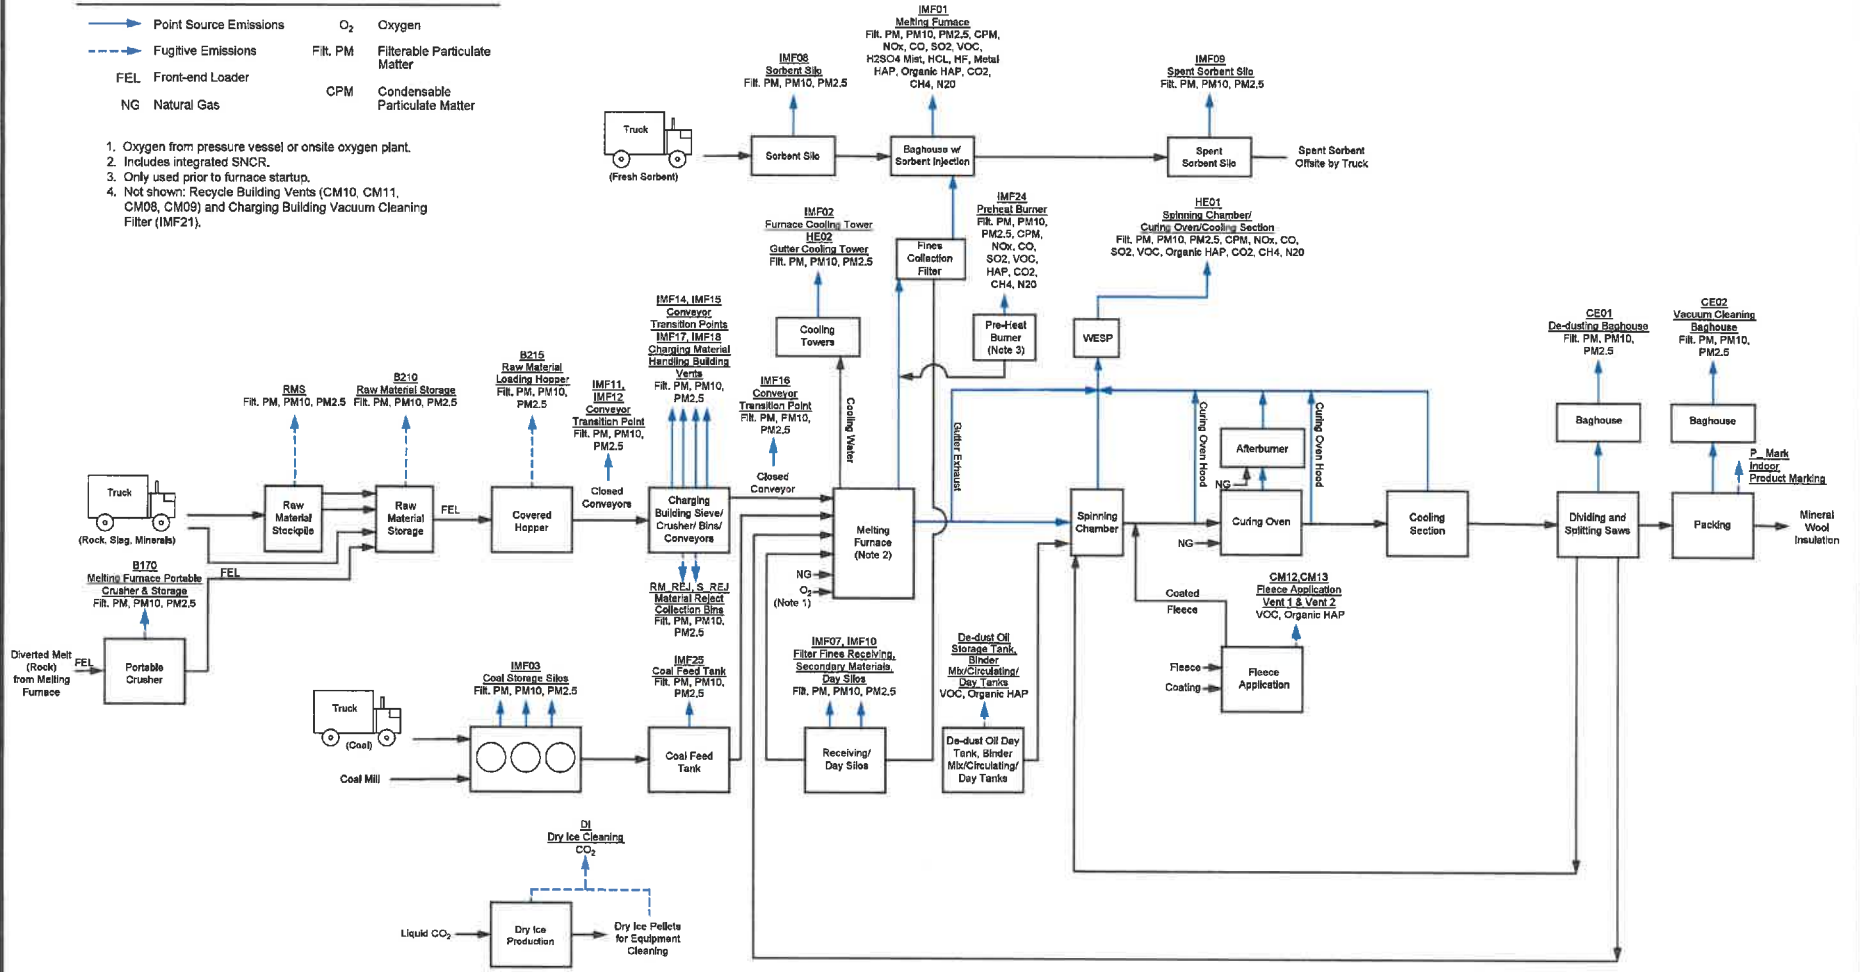 Point Source Emissions
Fugitive Emissions
FEL Front-end Loader
NG Natural Gas
O2 Oxygen
Filt. PM Filterable Particulate
Matter
CPM Condensable
Particulate Matter
1. Oxygen from pressure vessel or onsite oxygen plant.
2. Includes integrated SNCR.
3. Only used prior to furnace startup.
4. Not shown: Recycle Building Vents (CM10, CM11,
CM08, CM09) and Charging Building Vacuum Cleaning
Filter (IMF21).
IMF08
Sorbent Silo
Filt. PM, PM10, PM2.5
IMF01
Melting Furnace
Filt. PM, PM10, PM2.5, CPM,
NOx, CO, SO2, VOC,
H2SO4 Mist, HCL, HF, Metal
HAP, Organic HAP, CO2,
CH4, N20
IMF09
Spent Sorbent Silo
Filt. PM, PM10, PM2.5
Truck
(Fresh Sorbent)
Sorbent Silo
Baghouse w/
Sorbent Injection
Spent
Sorbent Silo
Spent Sorbent
Offsite by Truck
IMF02
Furnace Cooling Tower
HE02
Gutter Cooling Tower
Filt. PM, PM10, PM2.5
Cooling
Towers
Cooling Water
Fines
Collection
Filter
IMF24
Preheat Burner
Filt. PM, PM10,
PM2.5, CPM,
NOx, CO,
SO2, VOC,
HAP, CO2,
CH4, N20
Pre-Heat
Burner
(Note 3)
HE01
Spinning Chamber/
Curing Oven/Cooling Section
Filt. PM, PM10, PM2.5, CPM, NOx, CO,
SO2, VOC, Organic HAP, CO2, CH4, N20
WESP
CE01
De-dusting Baghouse
Filt. PM, PM10,
PM2.5
Baghouse
CE02
Vacuum Cleaning
Baghouse
Filt. PM, PM10,
PM2.5
Baghouse
P_ Mark
Indoor
Product Marking
RMS
Filt. PM, PM10, PM2.5
B210
Raw Material Storage
Filt. PM, PM10, PM2.5
B215
Raw Material
Loading Hopper
Filt. PM, PM10,
PM2.5
IMF11,
IMF12
Conveyor
Transition Point
Filt. PM, PM10,
PM2.5
Closed
Conveyors
IMF14, IMF15
Conveyor
Transition Points
IMF17, IMF18
Charging Material
Handling Building
Vents
Filt. PM, PM10,
PM2.5
IMF16
Conveyor
Transition Point
Filt. PM, PM10,
PM2.5
Closed
Conveyor
Truck
(Rock, Slag, Minerals)
Raw
Material
Stockpile
Raw
Material
Storage
FEL
Covered
Hopper
Charging
Building Sieve/
Crusher/ Bins/
Conveyors
Melting
Furnace
(Note 2)
NG
O2
(Note 1)
Gutter Exhaust
Spinning
Chamber
Curing Oven Hood
Afterburner
NG
Curing Oven Hood
Curing Oven
NG
Cooling
Section
Dividing and
Splitting Saws
Packing
Mineral
Wool
Insulation
B170
Melting Furnace Portable
Crusher & Storage
Filt. PM, PM10, PM2.5
FEL
Diverted Melt
(Rock)
from Melting
Furnace
FEL
Portable
Crusher
RM_REJ, S_REJ
Material Reject
Collection Bins
Filt. PM, PM10,
PM2.5
IMF03
Coal Storage Silos
Filt. PM, PM10, PM2.5
IMF25
Coal Feed Tank
Filt. PM, PM10,
PM2.5
Truck
(Coal)
Coal Mill
Coal Feed
Tank
IMF07, IMF10
Filter Fines Receiving,
Secondary Materials,
Day Silos
Filt. PM, PM10, PM2.5
Receiving/
Day Silos
De-dust Oil
Storage Tank,
Binder
Mix/Circulating/
Day Tanks
VOC, Organic HAP
De-dust Oil Day
Tank, Binder
Mix/Circulating/
Day Tanks
Coated
Fleece
CM12,CM13
Fleece Application
Vent 1 & Vent 2
VOC, Organic HAP
Fleece
Coating
Fleece
Application
DI
Dry Ice Cleaning
CO2
Liquid CO2
Dry Ice
Production
Dry Ice Pellets
for Equipment
Cleaning